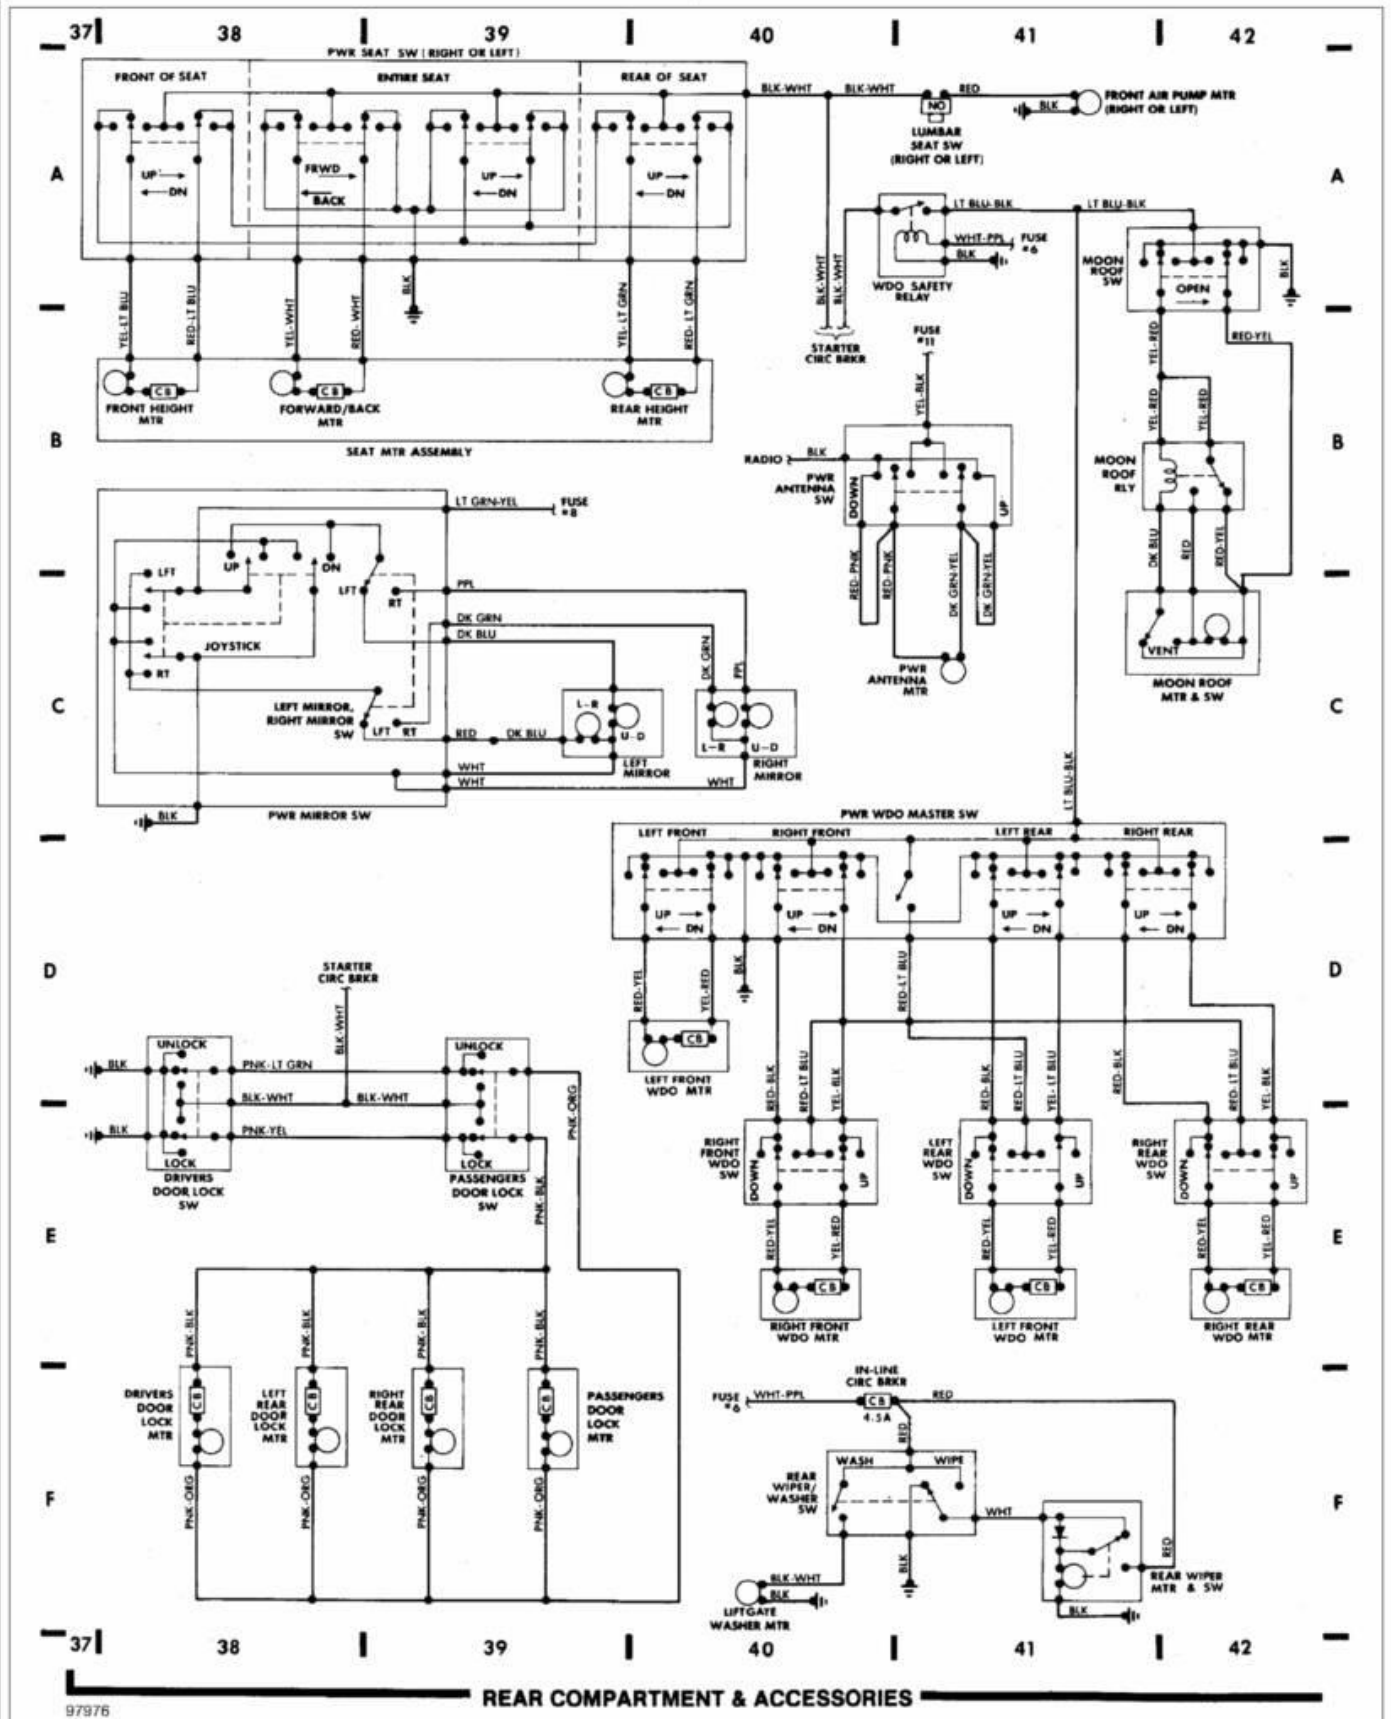 37 38 39 40 41 42
PWR SEAT SW (RIGHT OR LEFT)
FRONT OF SEAT
ENTIRE SEAT
REAR OF SEAT
BLK-WHT
BLK-WHT
RED
BLK
FRONT AIR PUMP MTR
(RIGHT OR LEFT)
NO
LUMBAR
SEAT SW
(RIGHT OR LEFT)
A
A
UP
DN
FRWD
BACK
UP
DN
UP
DN
LT BLU-BLK
LT BLU-BLK
WHT-PPL
FUSE
#6
BLK
WDO SAFETY
RELAY
MOON
ROOF
SW
OPEN
BLK
YEL-LT BLU
RED-LT BLU
YEL-WHT
RED-WHT
BLK
YEL-LT GRN
RED-LT GRN
BLK-WHT
BLK-WHT
STARTER
CIRC BRKR
FUSE
#11
YEL-BLK
YEL-RED
RED-YEL
CB
CB
CB
FRONT HEIGHT
MTR
FORWARD/BACK
MTR
REAR HEIGHT
MTR
SEAT MTR ASSEMBLY
B
B
YEL-RED
YEL-RED
RADIO
BLK
PWR
ANTENNA
SW
DOWN
UP
MOON
ROOF
RLY
LT GRN-YEL
FUSE
#8
RED-PNK
RED-PNK
DK GRN-YEL
DK GRN-YEL
DK BLU
RED
RED-YEL
LFT
UP
DN
LFT
RT
PPL
DK GRN
DK BLU
JOYSTICK
RT
DK GRN
PPL
PWR
ANTENNA
MTR
VENT
MOON ROOF
MTR & SW
C
C
LEFT MIRROR,
RIGHT MIRROR
SW
LFT
RT
RED
DK BLU
L-R
U-D
LEFT
MIRROR
L-R
U-D
RIGHT
MIRROR
WHT
WHT
WHT
BLK
PWR MIRROR SW
LT BLU-BLK
PWR WDO MASTER SW
LEFT FRONT
RIGHT FRONT
LEFT REAR
RIGHT REAR
UP
DN
UP
DN
UP
DN
UP
DN
D
D
STARTER
CIRC BRKR
BLK-WHT
RED-YEL
YEL-RED
BLK
RED-LT BLU
CB
LEFT FRONT
WDO MTR
UNLOCK
UNLOCK
BLK
PNK-LT GRN
BLK-WHT
BLK-WHT
BLK
PNK-YEL
PNK-ORG
LOCK
LOCK
DRIVERS
DOOR LOCK
SW
PASSENGERS
DOOR LOCK
SW
RED-BLK
RED-LT BLU
YEL-BLK
RED-BLK
RED-LT BLU
YEL-LT BLU
RED-BLK
RED-LT BLU
YEL-BLK
RIGHT
FRONT
WDO
SW
DOWN
UP
LEFT
REAR
WDO
SW
DOWN
UP
RIGHT
REAR
WDO
SW
DOWN
UP
PNK-BLK
E
E
RED-YEL
YEL-RED
RED-YEL
YEL-RED
RED-YEL
YEL-RED
CB
CB
CB
RIGHT FRONT
WDO MTR
LEFT FRONT
WDO MTR
RIGHT REAR
WDO MTR
PNK-BLK
PNK-BLK
PNK-BLK
PNK-BLK
DRIVERS
DOOR
LOCK
MTR
CB
LEFT
REAR
DOOR
LOCK
MTR
CB
RIGHT
REAR
DOOR
LOCK
MTR
CB
CB
PASSENGERS
DOOR
LOCK
MTR
IN-LINE
CIRC BRKR
FUSE
#6
WHT-PPL
CB
4.5A
RED
RED
WASH
WIPE
REAR
WIPER/
WASHER
SW
WHT
F
F
PNK-ORG
PNK-ORG
PNK-ORG
PNK-ORG
BLK
RED
REAR WIPER
MTR & SW
BLK-WHT
BLK
LIFTGATE
WASHER MTR
BLK
37 38 39 40 41 42
REAR COMPARTMENT & ACCESSORIES
97976